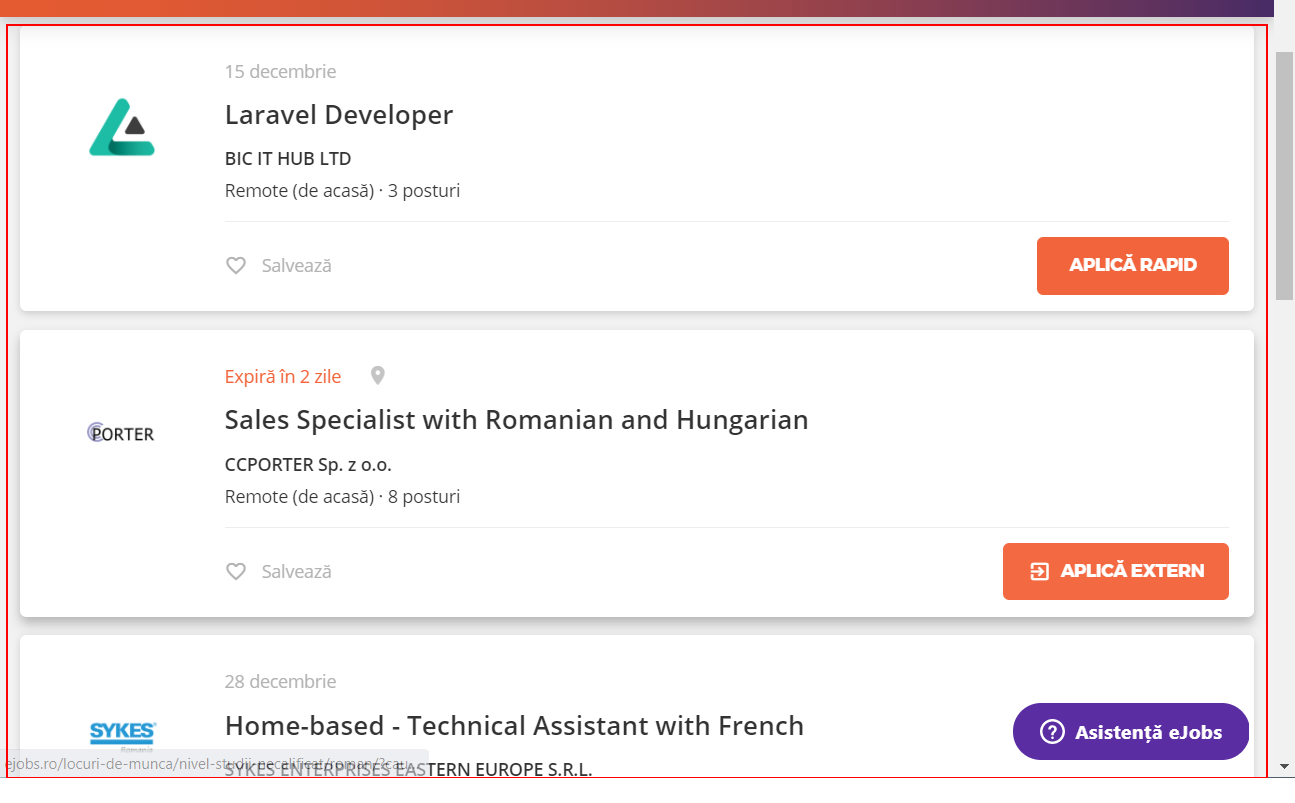 15 decembrie
Laravel Developer
BIC IT HUB LTD
Remote (de acasă) · 3 posturi
Salvează
APLICĂ RAPID
Expiră în 2 zile
PORTER
Sales Specialist with Romanian and Hungarian
CCPORTER Sp. z o.o.
Remote (de acasă) · 8 posturi
Salvează
APLICĂ EXTERN
28 decembrie
SYKES
Home-based - Technical Assistant with French
Asistență eJobs
SYKES ENTERPRISES EASTERN EUROPE S.R.L.
ejobs.ro/locuri-de-munca/nivel-studii-necalificat/roman/?cau...